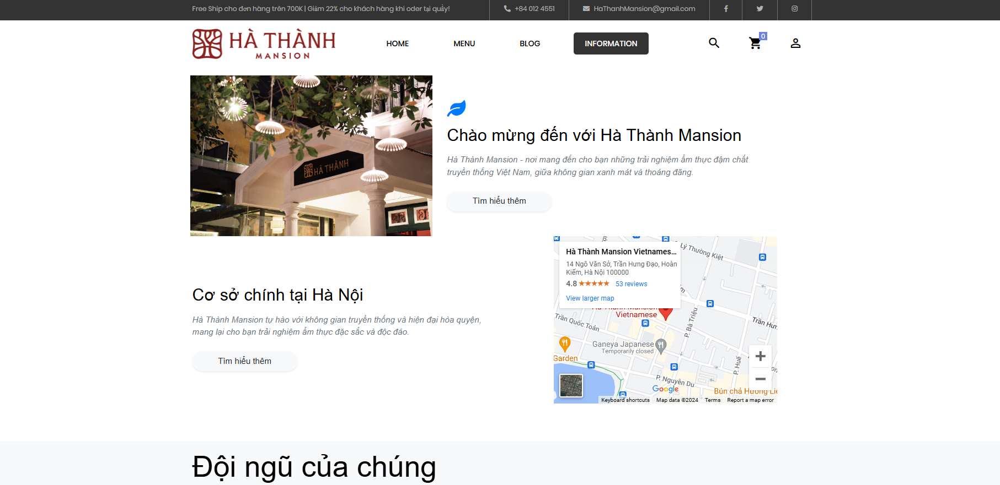 Free Ship cho đơn hàng trên 700K | Giảm 22% cho khách hàng khi oder tại quầy!
+84 012 4551
HaThanhMansion@gmail.com
HÀ THÀNH
MANSION
HOME
MENU
BLOG
INFORMATION
0
HÀ THÀNH
Chào mừng đến với Hà Thành Mansion
Hà Thành Mansion - nơi mang đến cho bạn những trải nghiệm ẩm thực đậm chất
truyền thống Việt Nam, giữa không gian xanh mát và thoáng đãng.
Tìm hiểu thêm
Cơ sở chính tại Hà Nội
Hà Thành Mansion tự hào với không gian truyền thống và hiện đại hòa quyện,
mang lại cho bạn trải nghiệm ẩm thực đặc sắc và độc đáo.
Tìm hiểu thêm
Hà Thành Mansion Vietnames...
14 Ngô Văn Sở, Trần Hưng Đạo, Hoàn
Kiếm, Hà Nội 100000
4.8
53 reviews
View larger map
Lý Thường Kiệt
Hà Thành Mansion
Vietnamese
Trần Quốc Toản
P. Bà Triệu
Ganeya Japanese
Temporarily closed
Garden
P. Huế
P. Nguyễn Du
Google
Keyboard shortcuts
Map data ©2024
Terms
Report a map error
Đội ngũ của chúng